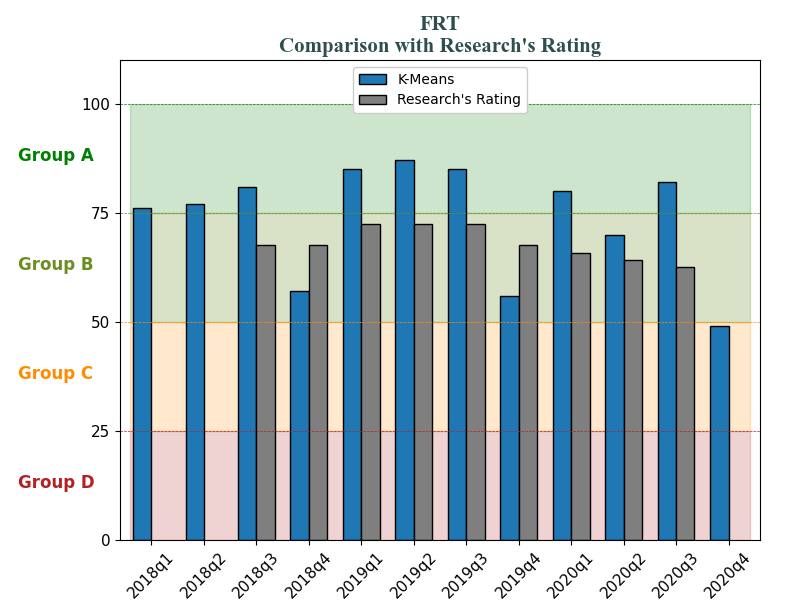 FRT
Comparison with Research's Rating
K-Means
Research's Rating
100
Group A
75
Group B
50
Group C
25
Group D
0
2018q1 2018q2 2018q3 2018q4 2019q1 2019q2 2019q3 2019q4 2020q1 2020q2 2020q3 2020q4